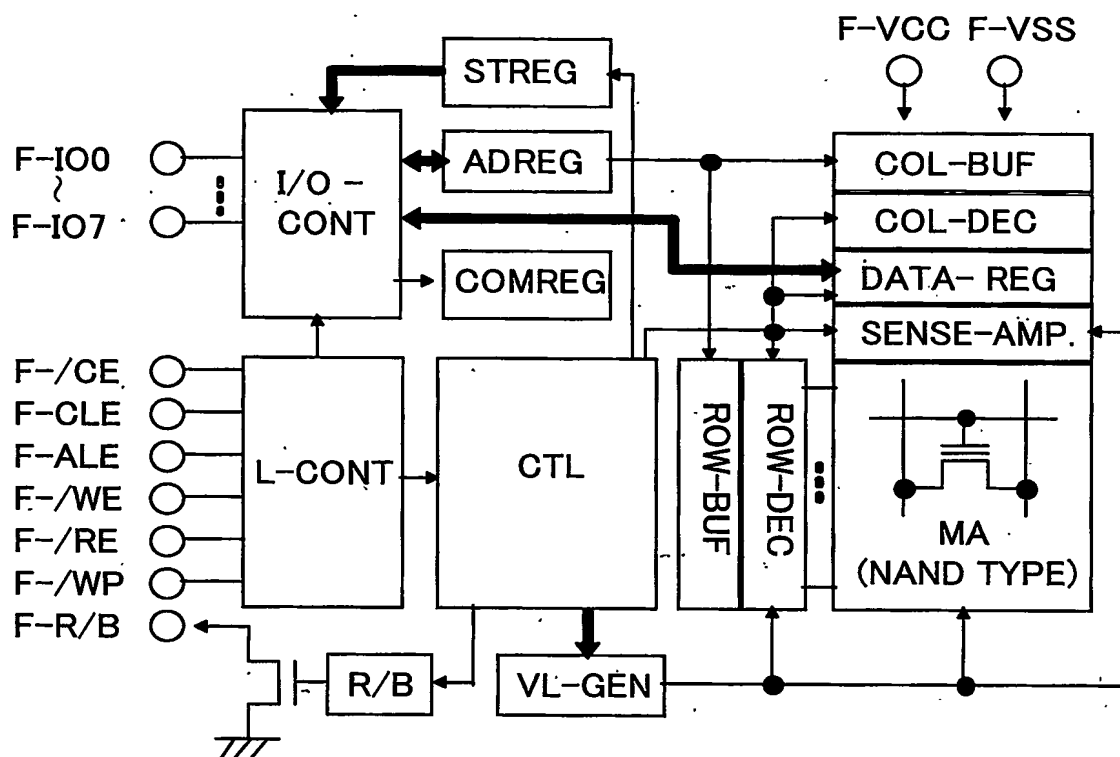 F-VCC F-VSS
STREG
F-IO0
~
F-IO7
I/O-
CONT
ADREG
COMREG
COL-BUF
COL-DEC
DATA-REG
SENSE-AMP.
F-/CE
F-CLE
F-ALE
F-/WE
F-/RE
F-/WP
F-R/B
L-CONT
CTL
ROW-BUF
ROW-DEC
MA
(NAND TYPE)
R/B
VL-GEN